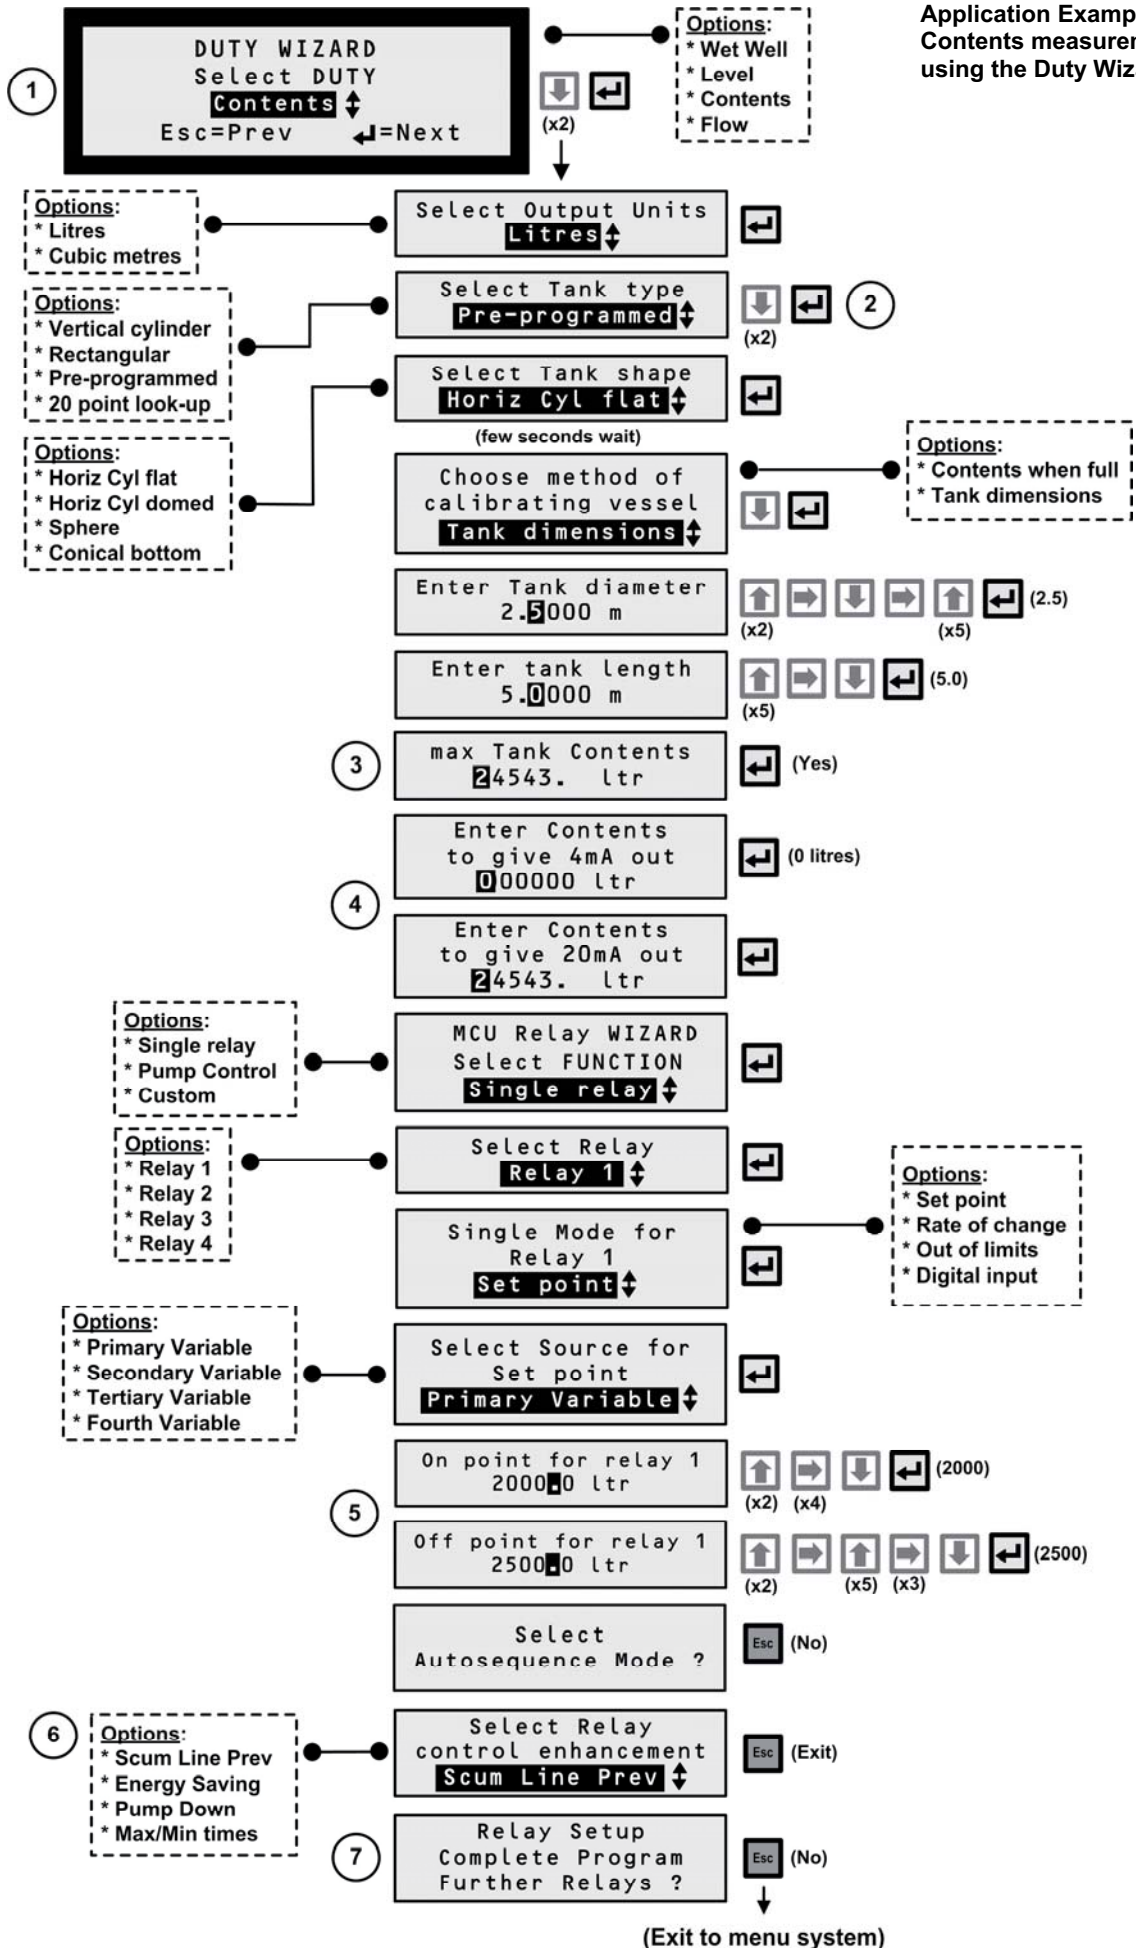 Application Examp
Contents measurer
using the Duty Wiz
1
DUTY WIZARD
Select DUTY
Contents
Esc=Prev =Next
(x2)
Options:
* Wet Well
* Level
* Contents
* Flow
Options:
* Litres
* Cubic metres
Select Output Units
Litres
Options:
* Vertical cylinder
* Rectangular
* Pre-programmed
* 20 point look-up
Select Tank type
Pre-programmed
(x2)
2
Options:
* Horiz Cyl flat
* Horiz Cyl domed
* Sphere
* Conical bottom
Select Tank shape
Horiz Cyl flat
(few seconds wait)
Choose method of
calibrating vessel
Tank dimensions
Options:
* Contents when full
* Tank dimensions
Enter Tank diameter
2.5000 m
(x2)
(x5)
(2.5)
Enter tank length
5.0000 m
(x5)
(5.0)
3
max Tank Contents
24543. ltr
(Yes)
4
Enter Contents
to give 4mA out
000000 ltr
(0 litres)
Enter Contents
to give 20mA out
24543. ltr
Options:
* Single relay
* Pump Control
* Custom
MCU Relay WIZARD
Select FUNCTION
Single relay
Options:
* Relay 1
* Relay 2
* Relay 3
* Relay 4
Select Relay
Relay 1
Single Mode for
Relay 1
Set point
Options:
* Set point
* Rate of change
* Out of limits
* Digital input
Options:
* Primary Variable
* Secondary Variable
* Tertiary Variable
* Fourth Variable
Select Source for
Set point
Primary Variable
5
On point for relay 1
2000.0 ltr
(x2) (x4)
(2000)
Off point for relay 1
2500.0 ltr
(x2) (x5) (x3)
(2500)
Select
Autosequence Mode ?
Esc (No)
6
Options:
* Scum Line Prev
* Energy Saving
* Pump Down
* Max/Min times
Select Relay
control enhancement
Scum Line Prev
Esc (Exit)
7
Relay Setup
Complete Program
Further Relays ?
Esc (No)
(Exit to menu system)